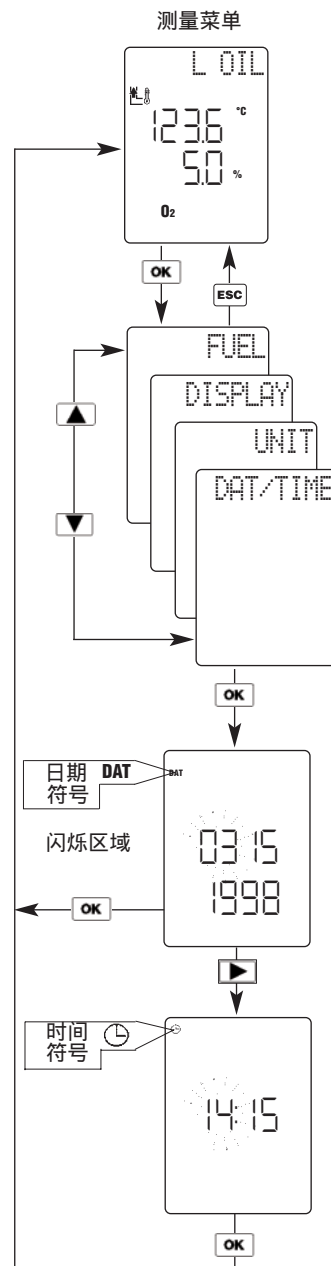 测量菜单
L OIL
123.6 °C
5.0 %
O2
OK
ESC
FUEL
DISPLAY
UNIT
DAT/TIME
▲
▼
OK
日期 DAT
符号
DAT
闪烁区域
0315
1998
OK
▶
时间
符号
14:15
OK